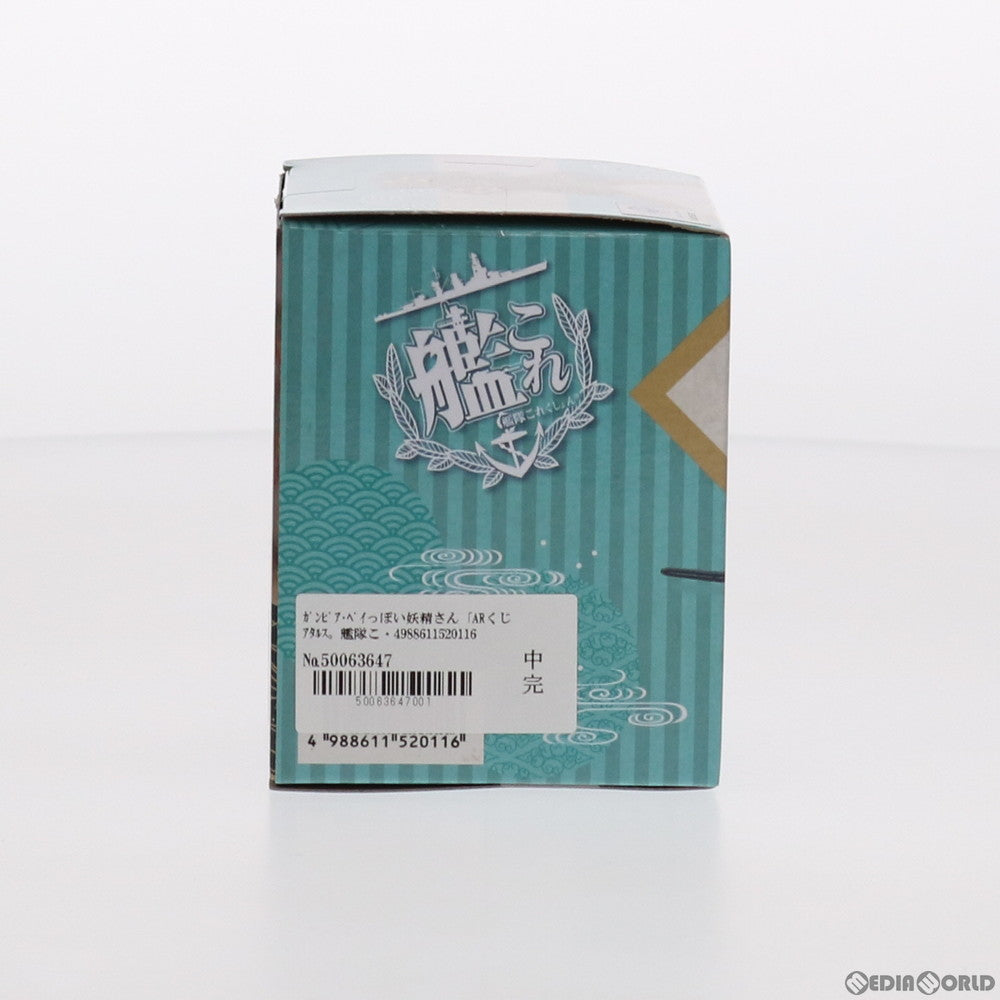 艦これ
艦隊これくしょん
ｶﾞﾝﾋﾞｱ･ﾍﾞｲっぽい妖精さん「ARくじ
ｱﾀﾙｽ。艦隊こ・4988611520116
№50063647
中完
50063647001
4"988611"520116"
MEDIAWORLD